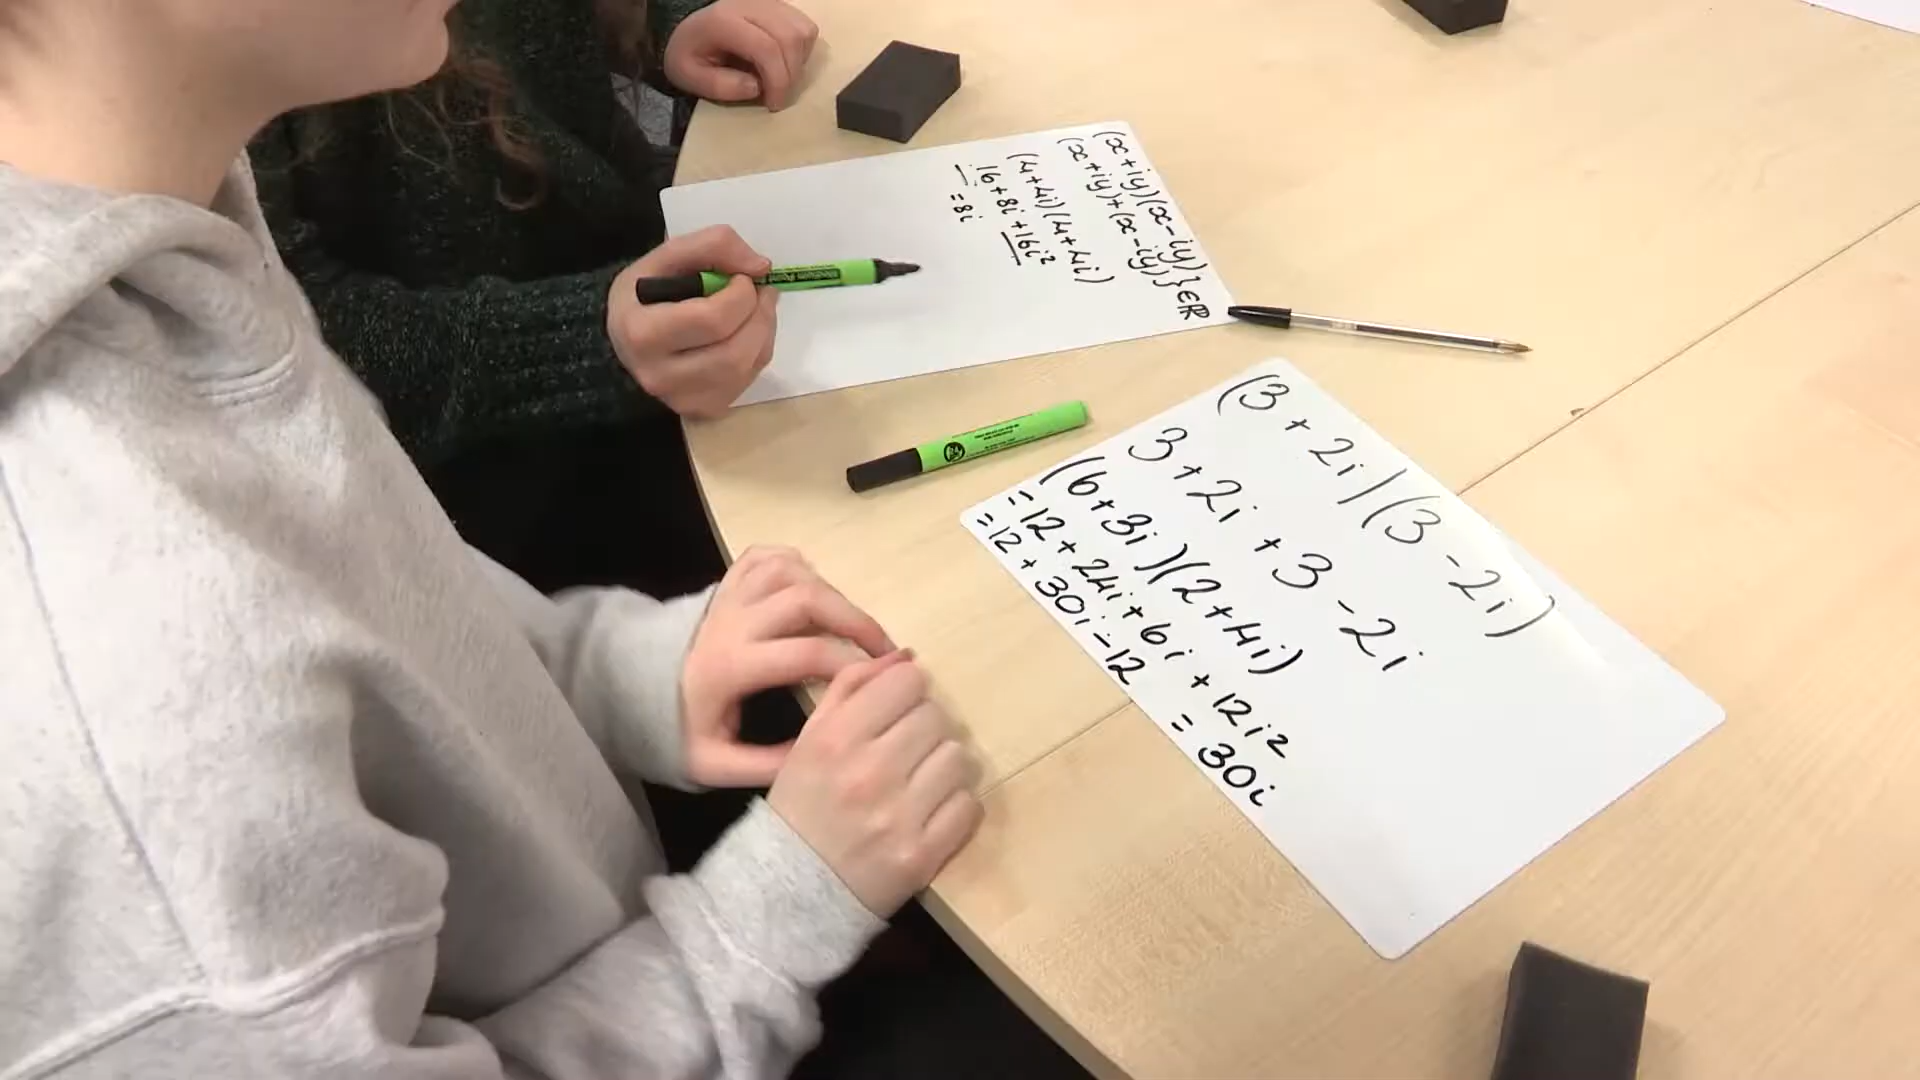 (x+iy)(x-iy)}∈ℝ
(x+iy)+(x-iy)}
(4+4i)(4+4i)
16+8i+16i²
=8i
(3+2i)(3-2i)
3+2i+3-2i
(6+3i)(2+4i)
=12+24i+6i+12i²
=12+30i-12 =30i